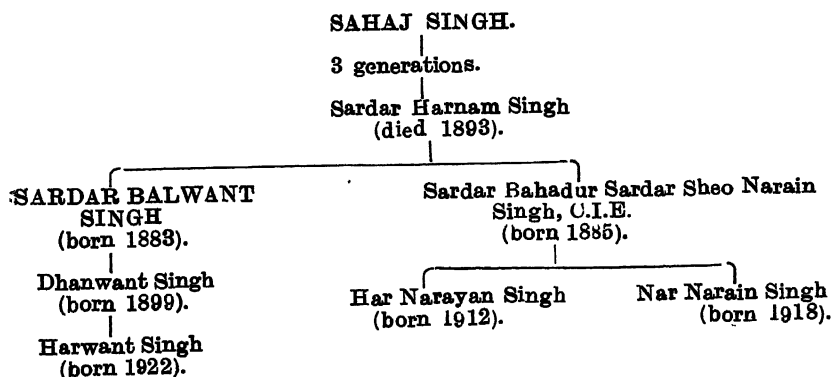 SAHAJ SINGH.
3 generations.
Sardar Harnam Singh
(died 1893).
SARDAR BALWANT
SINGH
(born 1883).
Dhanwant Singh
(born 1899).
Harwant Singh
(born 1922).
Sardar Bahadur Sardar Sheo Narain
Singh, C.I.E.
(born 1885).
Har Narayan Singh
(born 1912).
Nar Narain Singh
(born 1918).